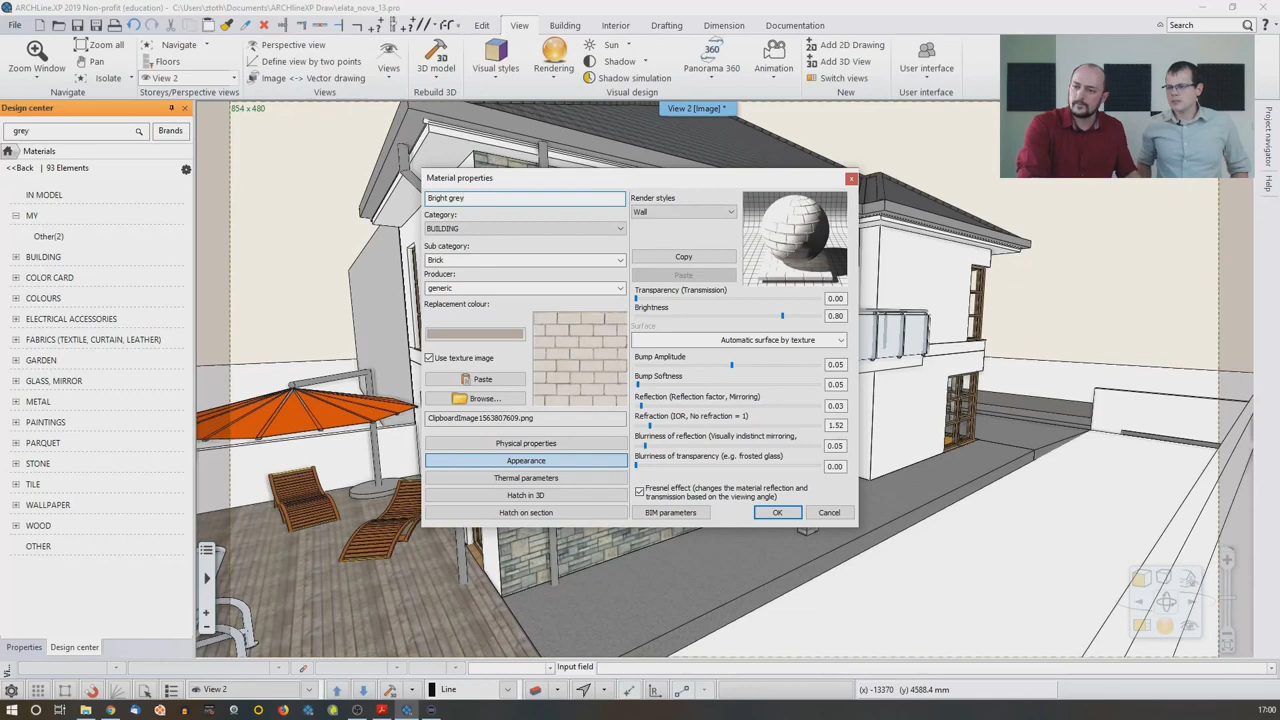 ARCHLine.XP Non-profit (education) - C:\Users\ztoth\Documents\ARCHlineXP Draw\elata_nova_13.pro
File
Edit
View
Building
Interior
Drafting
Dimension
Documentation
Search
Zoom Window
Zoom all
Pan
Isolate
Navigate
Navigate
Floors
View 2
Storeys/Perspective views
Perspective view
Define view by two points
Image <-> Vector drawing
Views
Views
3D model
Rebuild 3D
Visual styles
Rendering
Sun
Shadow
Shadow simulation
Visual design
360
Panorama 360
Animation
Add 2D Drawing
Add 3D View
Switch views
New
User interface
User interface
Design center
grey
Brands
Materials
<<Back
93 Elements
IN MODEL
MY
Other(2)
BUILDING
COLOR CARD
COLOURS
ELECTRICAL APPLIANCES
FABRICS (TEXTILE, CURTAIN, LEATHER)
GARDEN
GLASS, MIRROR
METAL
PAINTINGS
PARQUET
STONE
TILE
WALLPAPER
WOOD
OTHER
Properties
Design center
854 x 480
View 2 [Image] *
Material properties
Bright grey
Category:
BUILDING
Sub category:
Brick
Producer:
generic
Replacement colour:
Use texture image
Paste
Browse...
ClipboardImage1563807609.png
Physical properties
Appearance
Thermal parameters
Hatch in 3D
Hatch on section
Render styles
Wall
Copy
Paste
Transparency (Transmission)
0.00
Brightness
0.80
Surface
Automatic surface by texture
Bump Amplitude
0.05
Bump Softness
0.05
Reflection (Reflection factor, Mirroring)
0.03
Refraction (IOR, No refraction = 1)
1.52
Blurriness of reflection (Visually indistinct mirroring,
0.05
Blurriness of transparency (e.g. frosted glass)
0.00
Fresnel effect (changes the material reflection and
transmission based on the viewing angle)
BIM parameters
OK
Cancel
Project Navigator
Help
Input field
View 2
Line
(x) -13370 (y) 4588.4 mm
17:00